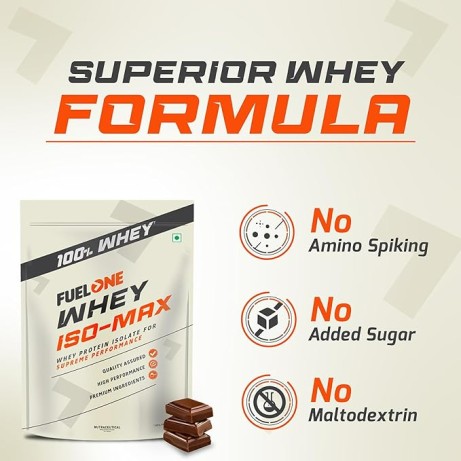 SUPERIOR WHEY
FORMULA
100% WHEY
FUELONE
WHEY
ISO-MAX
WHEY PROTEIN ISOLATE FOR
SUPREME PERFORMANCE
QUALITY ASSURED
HIGH PERFORMANCE
PREMIUM INGREDIENTS
NUTRACEUTICAL
No
Amino Spiking
No
Added Sugar
No
Maltodextrin